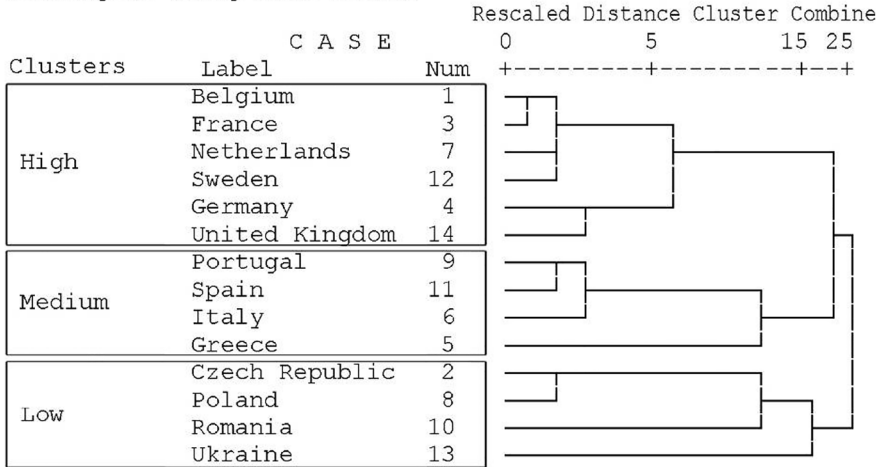 Rescaled Distance Cluster Combine
C A S E 0 5 15 25
Clusters Label Num +---------+---------+--+
Belgium 1
France 3
High Netherlands 7
Sweden 12
Germany 4
United Kingdom 14
Portugal 9
Medium Spain 11
Italy 6
Greece 5
Czech Republic 2
Low Poland 8
Romania 10
Ukraine 13